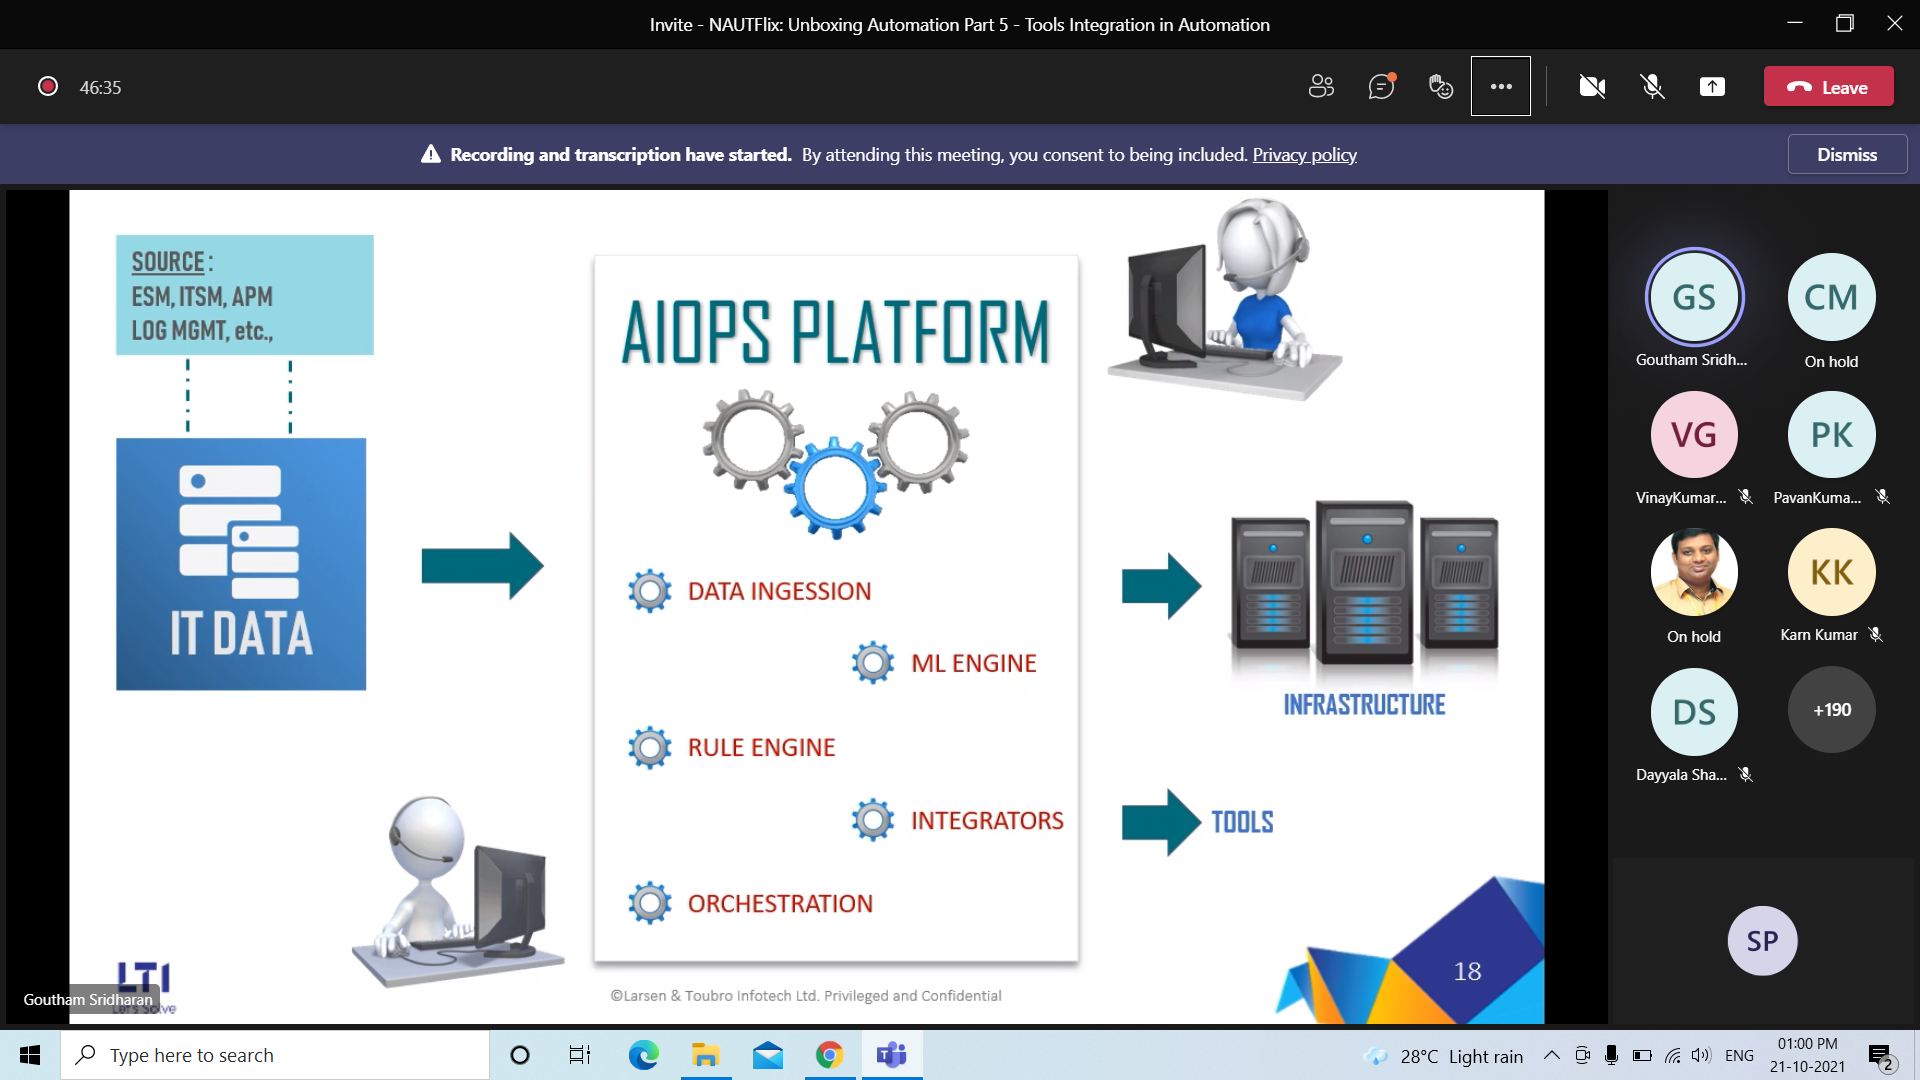 Invite - NAUTFlix: Unboxing Automation Part 5 - Tools Integration in Automation
46:35
Leave
Recording and transcription have started. By attending this meeting, you consent to being included. Privacy policy
Dismiss
SOURCE :
ESM, ITSM, APM
LOG MGMT, etc.,
IT DATA
AIOPS PLATFORM
DATA INGESSION
ML ENGINE
RULE ENGINE
INTEGRATORS
ORCHESTRATION
INFRASTRUCTURE
TOOLS
LTI
Let's Solve
Goutham Sridharan
©Larsen & Toubro Infotech Ltd. Privileged and Confidential
18
GS
Goutham Sridh...
CM
On hold
VG
VinayKumar...
PK
PavanKuma...
On hold
KK
Karn Kumar
DS
Dayyala Sha...
+190
SP
Type here to search
28°C Light rain
ENG
01:00 PM
21-10-2021
2